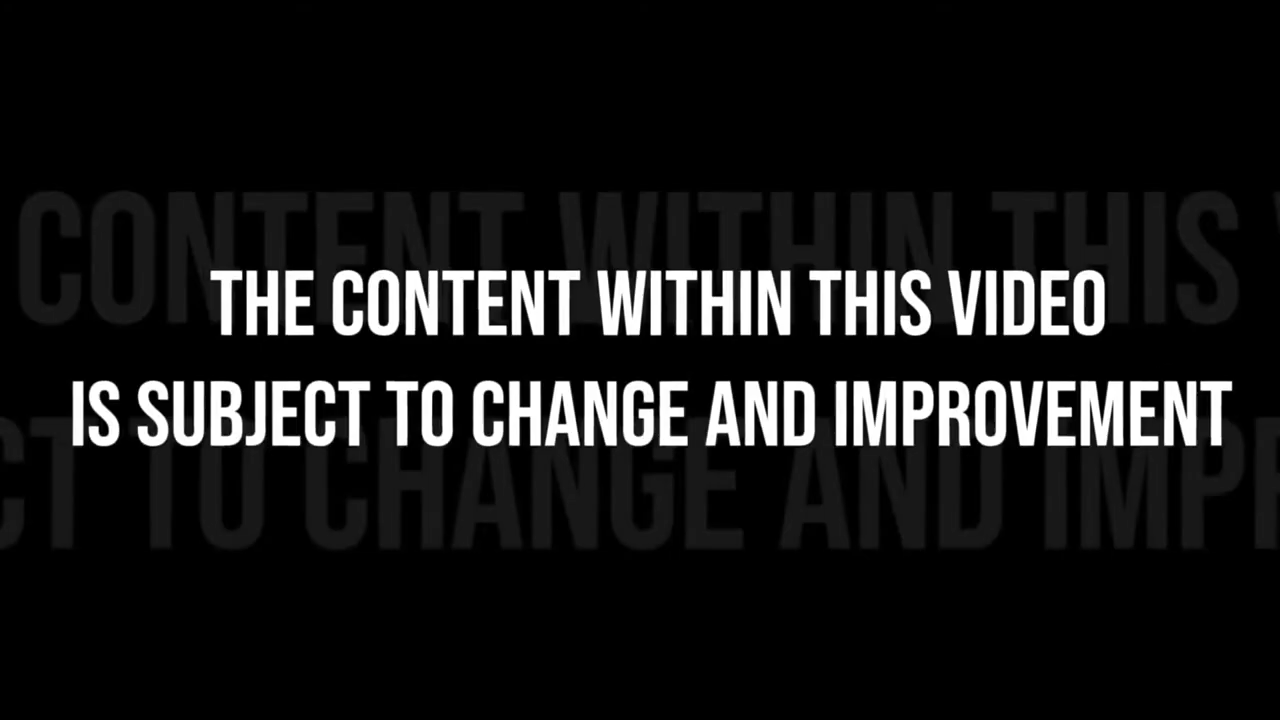 THE CONTENT WITHIN THIS VIDEO
IS SUBJECT TO CHANGE AND IMPROVEMENT